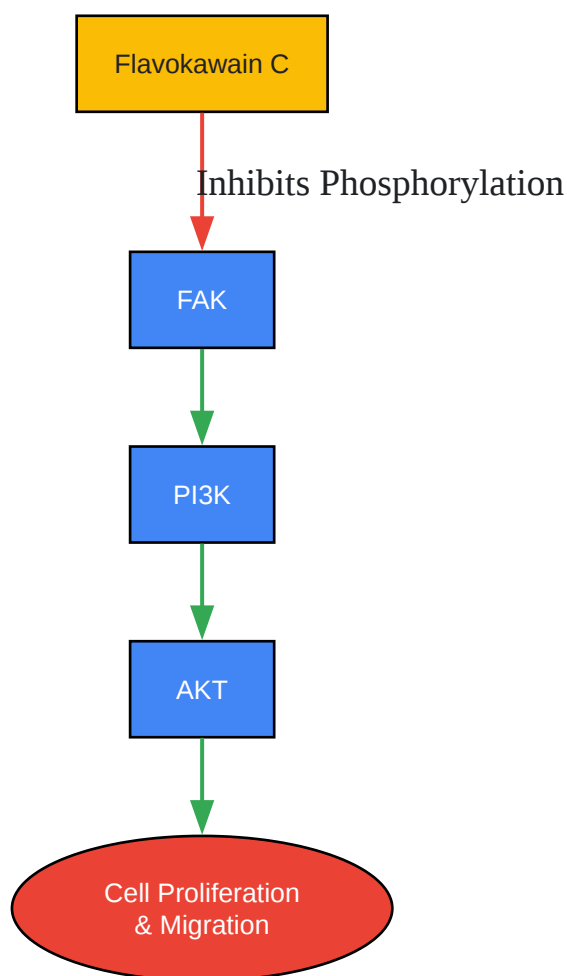 Flavokawain C
Inhibits Phosphorylation
FAK
PI3K
AKT
Cell Proliferation
& Migration